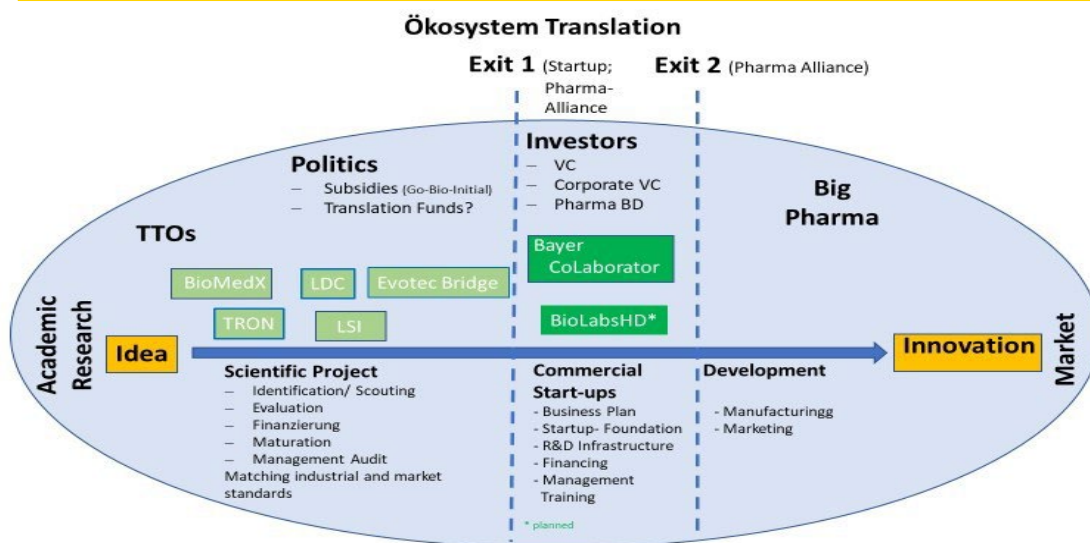 Ökosystem Translation
Exit 1 (Startup;
Pharma-
Alliance
Exit 2 (Pharma Alliance)
Politics
– Subsidies (Go-Bio-Initial)
– Translation Funds?
Investors
– VC
– Corporate VC
– Pharma BD
Big
Pharma
TTOs
BioMedX
LDC
Evotec Bridge
TRON
LSI
Bayer
CoLaborator
BioLabsHD*
Academic
Research
Idea
Innovation
Market
Scientific Project
– Identification/ Scouting
– Evaluation
– Finanzierung
– Maturation
– Management Audit
Matching industrial and market
standards
Commercial
Start-ups
- Business Plan
- Startup- Foundation
- R&D Infrastructure
- Financing
- Management
Training
* planned
Development
- Manufacturingg
- Marketing